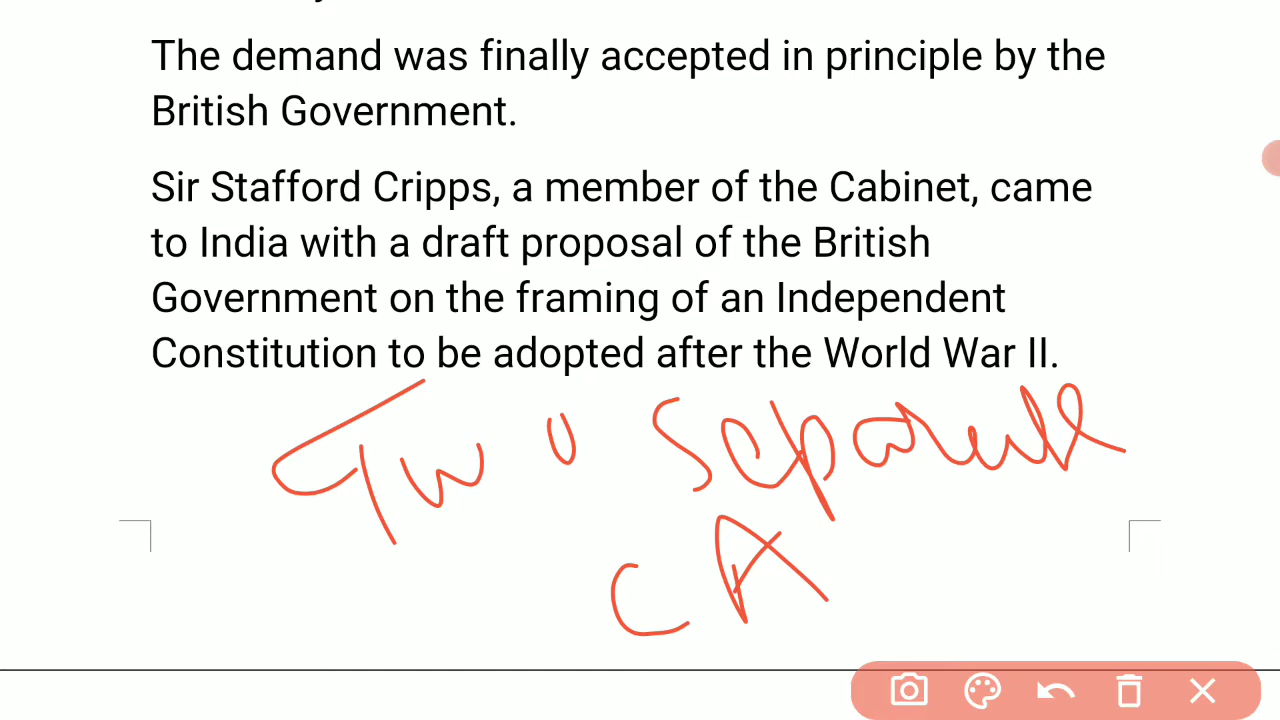 The demand was finally accepted in principle by the
British Government.
Sir Stafford Cripps, a member of the Cabinet, came
to India with a draft proposal of the British
Government on the framing of an Independent
Constitution to be adopted after the World War II.
Two Separate
CA